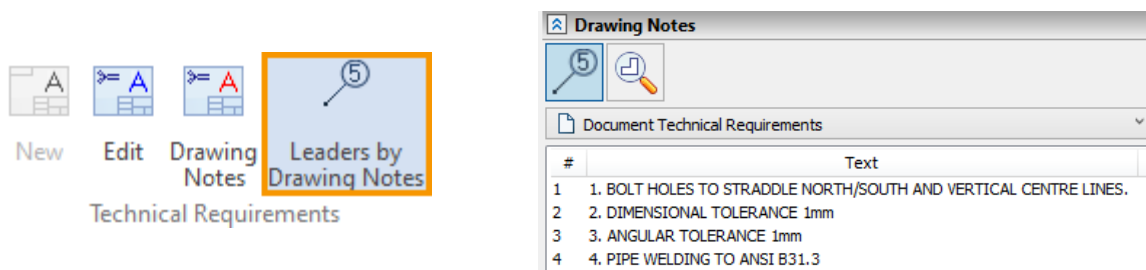 A
A
A
5
New
Edit
Drawing
Notes
Leaders by
Drawing Notes
Technical Requirements
Drawing Notes
5
Document Technical Requirements
# Text
1 1. BOLT HOLES TO STRADDLE NORTH/SOUTH AND VERTICAL CENTRE LINES.
2 2. DIMENSIONAL TOLERANCE 1mm
3 3. ANGULAR TOLERANCE 1mm
4 4. PIPE WELDING TO ANSI B31.3